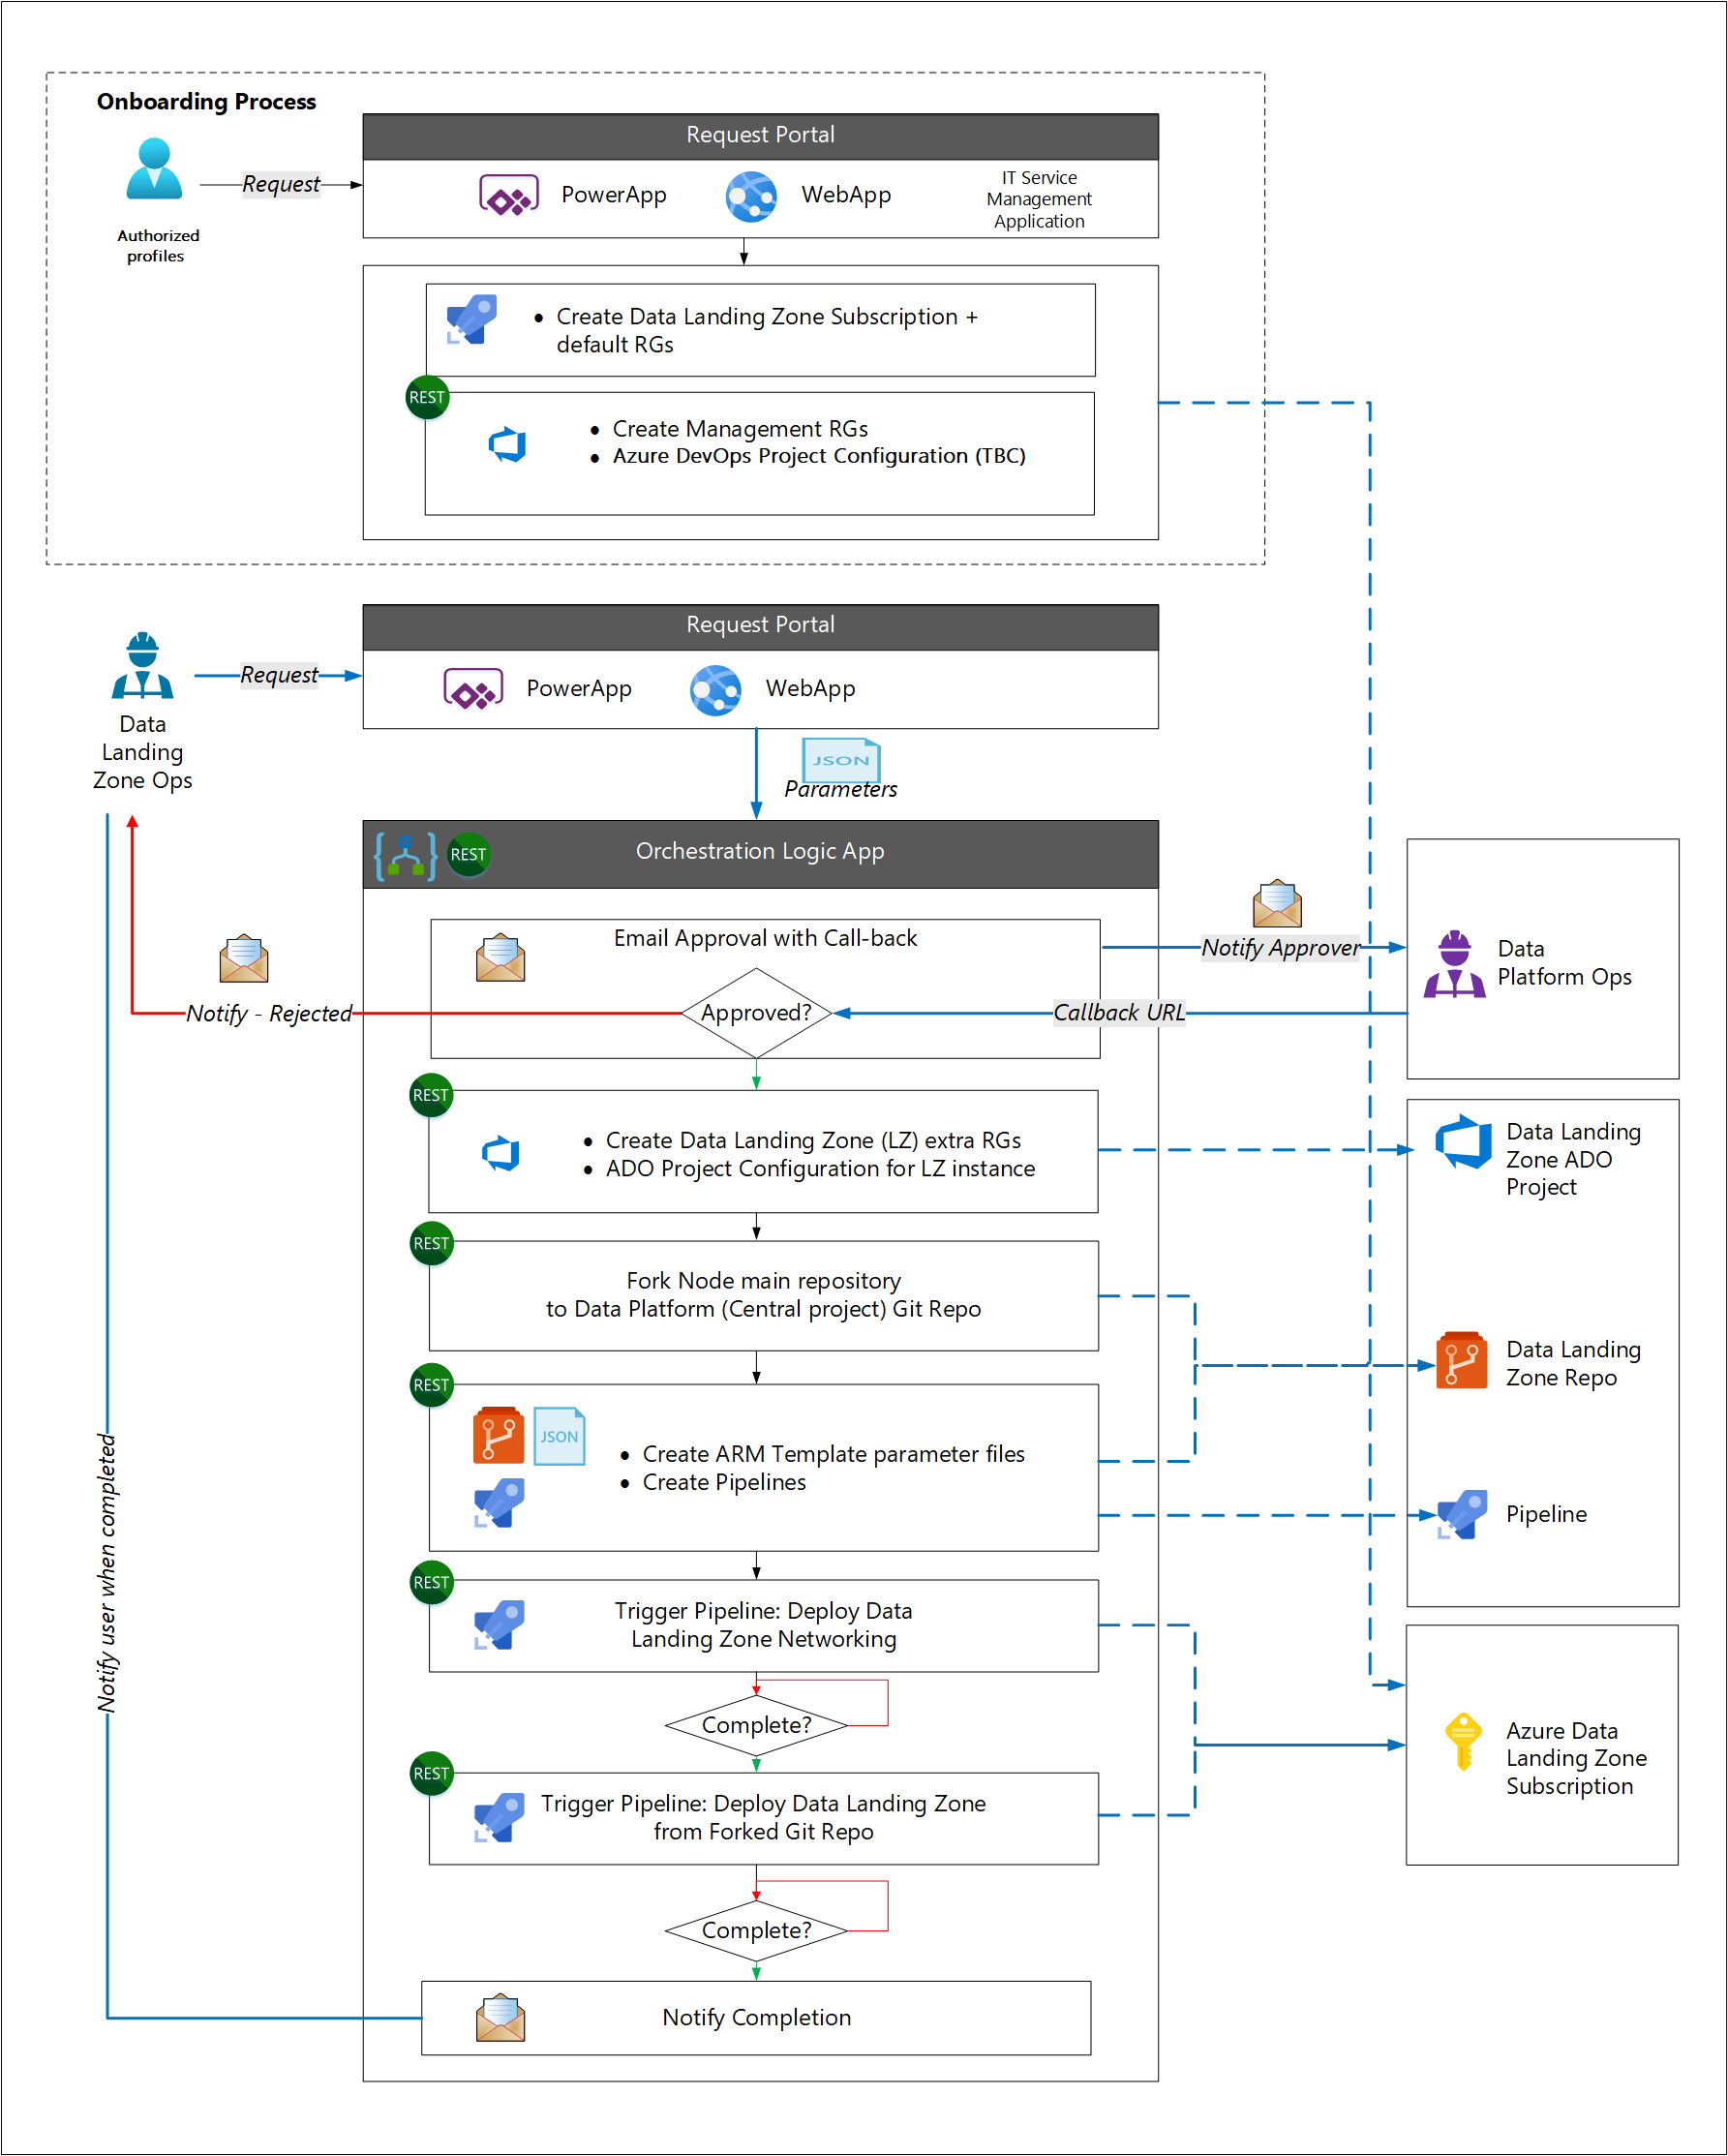 Onboarding Process
Request Portal
Request
PowerApp
WebApp
IT Service
Management
Application
Authorized
profiles
• Create Data Landing Zone Subscription +
default RGs
REST
• Create Management RGs
• Azure DevOps Project Configuration (TBC)
Request Portal
Request
PowerApp
WebApp
Data
Landing
Zone Ops
JSON
Parameters
REST
Orchestration Logic App
Email Approval with Call-back
Notify Approver
Data
Platform Ops
Notify - Rejected
Approved?
Callback URL
REST
• Create Data Landing Zone (LZ) extra RGs
• ADO Project Configuration for LZ instance
Data Landing
Zone ADO
Project
REST
Fork Node main repository
to Data Platform (Central project) Git Repo
Data Landing
Zone Repo
REST
JSON
• Create ARM Template parameter files
• Create Pipelines
Pipeline
Notify user when completed
REST
Trigger Pipeline: Deploy Data
Landing Zone Networking
Complete?
Azure Data
Landing Zone
Subscription
REST
Trigger Pipeline: Deploy Data Landing Zone
from Forked Git Repo
Complete?
Notify Completion